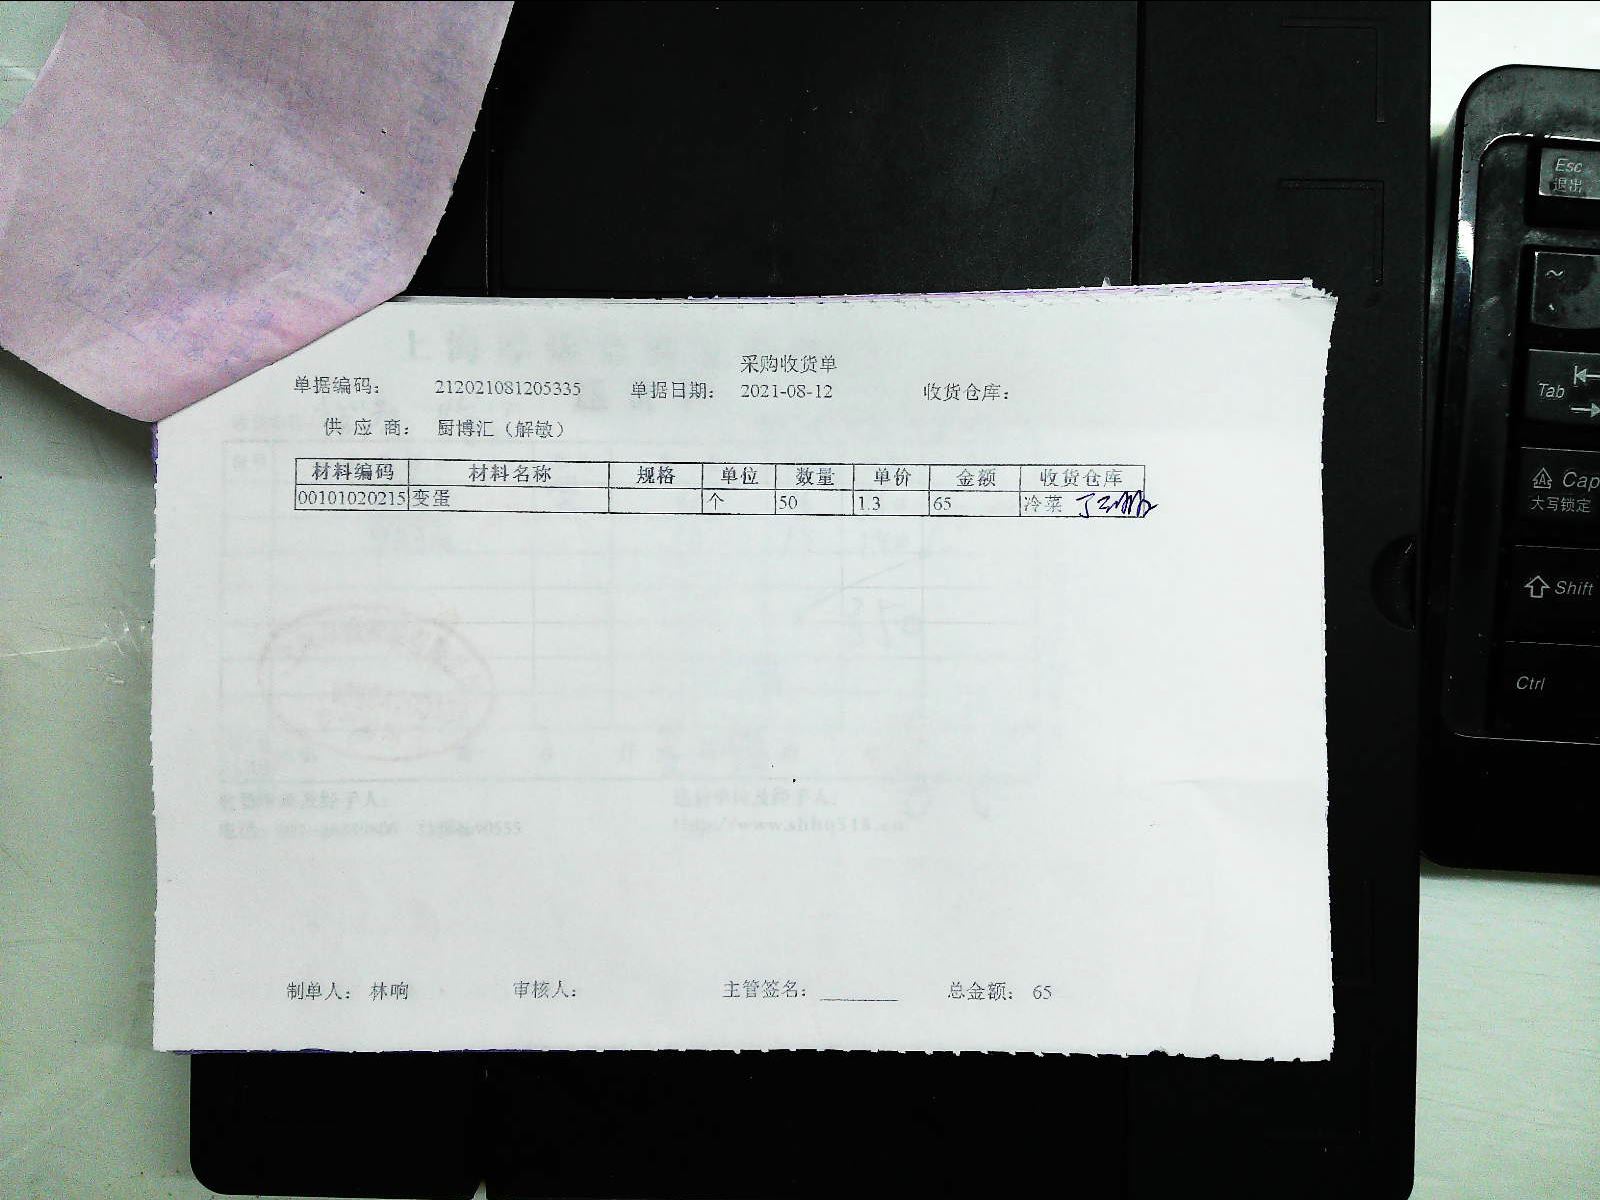 采购收货单
单据编码： 212021081205335 单据日期： 2021-08-12 收货仓库：
供 应 商： 厨博汇（解敏）
材料编码 材料名称 规格 单位 数量 单价 金额 收货仓库
00101020215 变蛋 个 50 1.3 65 冷菜
制单人： 林响 审核人： 主管签名： ________ 总金额： 65
Esc
退出
~
Tab
Cap
大写锁定
Shift
Ctrl